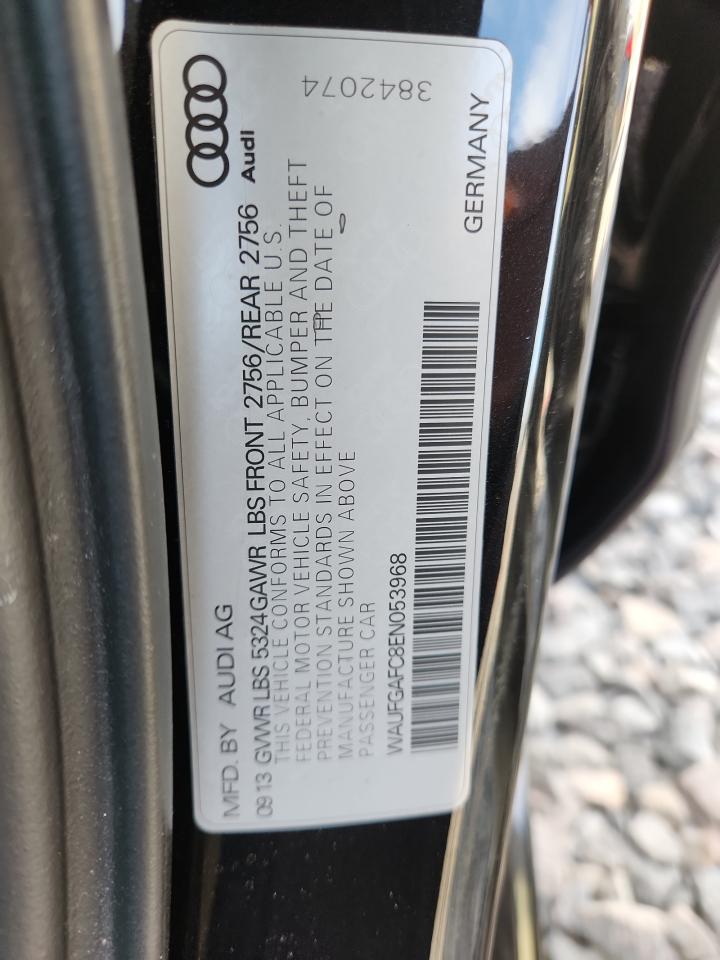 MFD. BY AUDI AG
09 13 GVWR LBS 5324GAWR LBS FRONT 2756/REAR 2756
Audi
THIS VEHICLE CONFORMS TO ALL APPLICABLE U.S.
FEDERAL MOTOR VEHICLE SAFETY, BUMPER AND THEFT
PREVENTION STANDARDS IN EFFECT ON THE DATE OF
MANUFACTURE SHOWN ABOVE
PASSENGER CAR
WAUFGAFC8EN053968
GERMANY
3842074